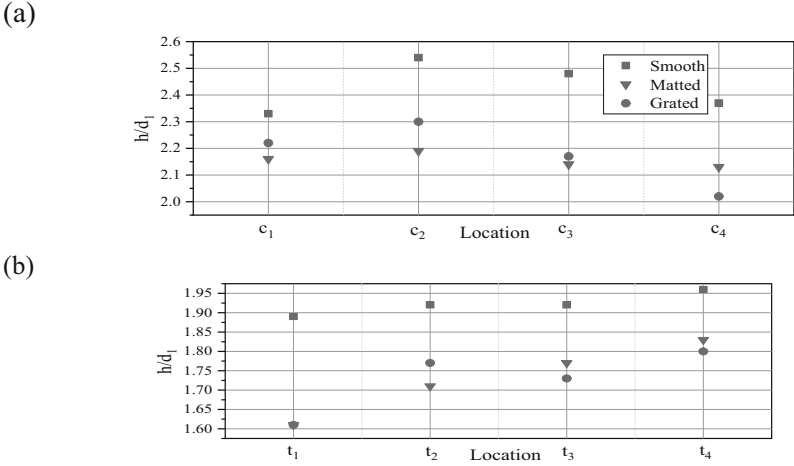 (a)
2.6
2.5
2.4
2.3
2.2
2.1
2.0
h/d₁
Smooth
Matted
Grated
c₁ c₂ Location c₃ c₄
(b)
1.95
1.90
1.85
1.80
1.75
1.70
1.65
1.60
h/d₁
t₁ t₂ Location t₃ t₄